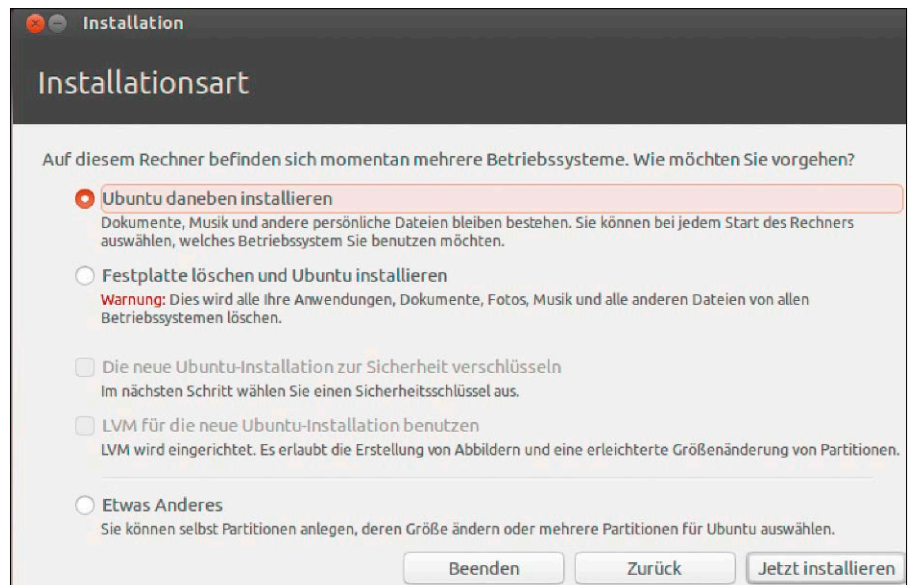 Installation
Installationsart
Auf diesem Rechner befinden sich momentan mehrere Betriebssysteme. Wie möchten Sie vorgehen?
Ubuntu daneben installieren
Dokumente, Musik und andere persönliche Dateien bleiben bestehen. Sie können bei jedem Start des Rechners
auswählen, welches Betriebssystem Sie benutzen möchten.
Festplatte löschen und Ubuntu installieren
Warnung: Dies wird alle Ihre Anwendungen, Dokumente, Fotos, Musik und alle anderen Dateien von allen
Betriebssystemen löschen.
Die neue Ubuntu-Installation zur Sicherheit verschlüsseln
Im nächsten Schritt wählen Sie einen Sicherheitsschlüssel aus.
LVM für die neue Ubuntu-Installation benutzen
LVM wird eingerichtet. Es erlaubt die Erstellung von Abbildern und eine erleichterte Größenänderung von Partitionen.
Etwas Anderes
Sie können selbst Partitionen anlegen, deren Größe ändern oder mehrere Partitionen für Ubuntu auswählen.
Beenden
Zurück
Jetzt installieren